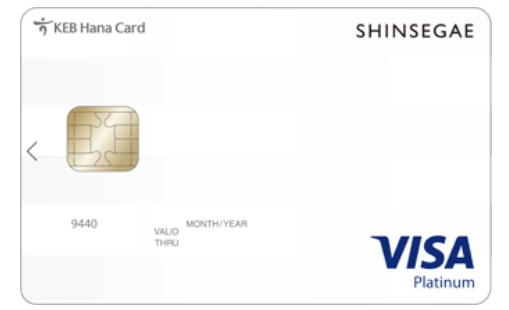 KEB Hana Card
SHINSEGAE
9440
MONTH/YEAR
VALID
THRU
VISA
Platinum